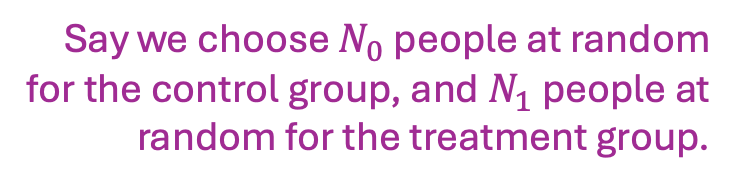 Say we choose N₀ people at random
for the control group, and N₁ people at
random for the treatment group.